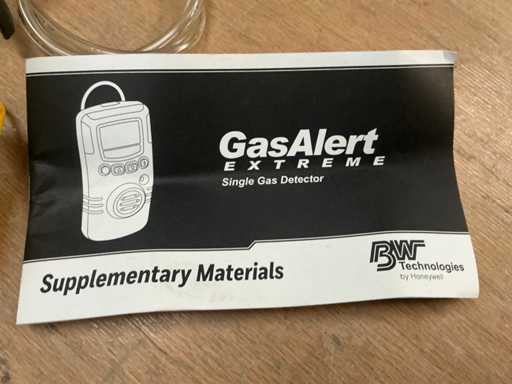 GasAlert
EXTREME
Single Gas Detector
Supplementary Materials
BW
Technologies
by Honeywell